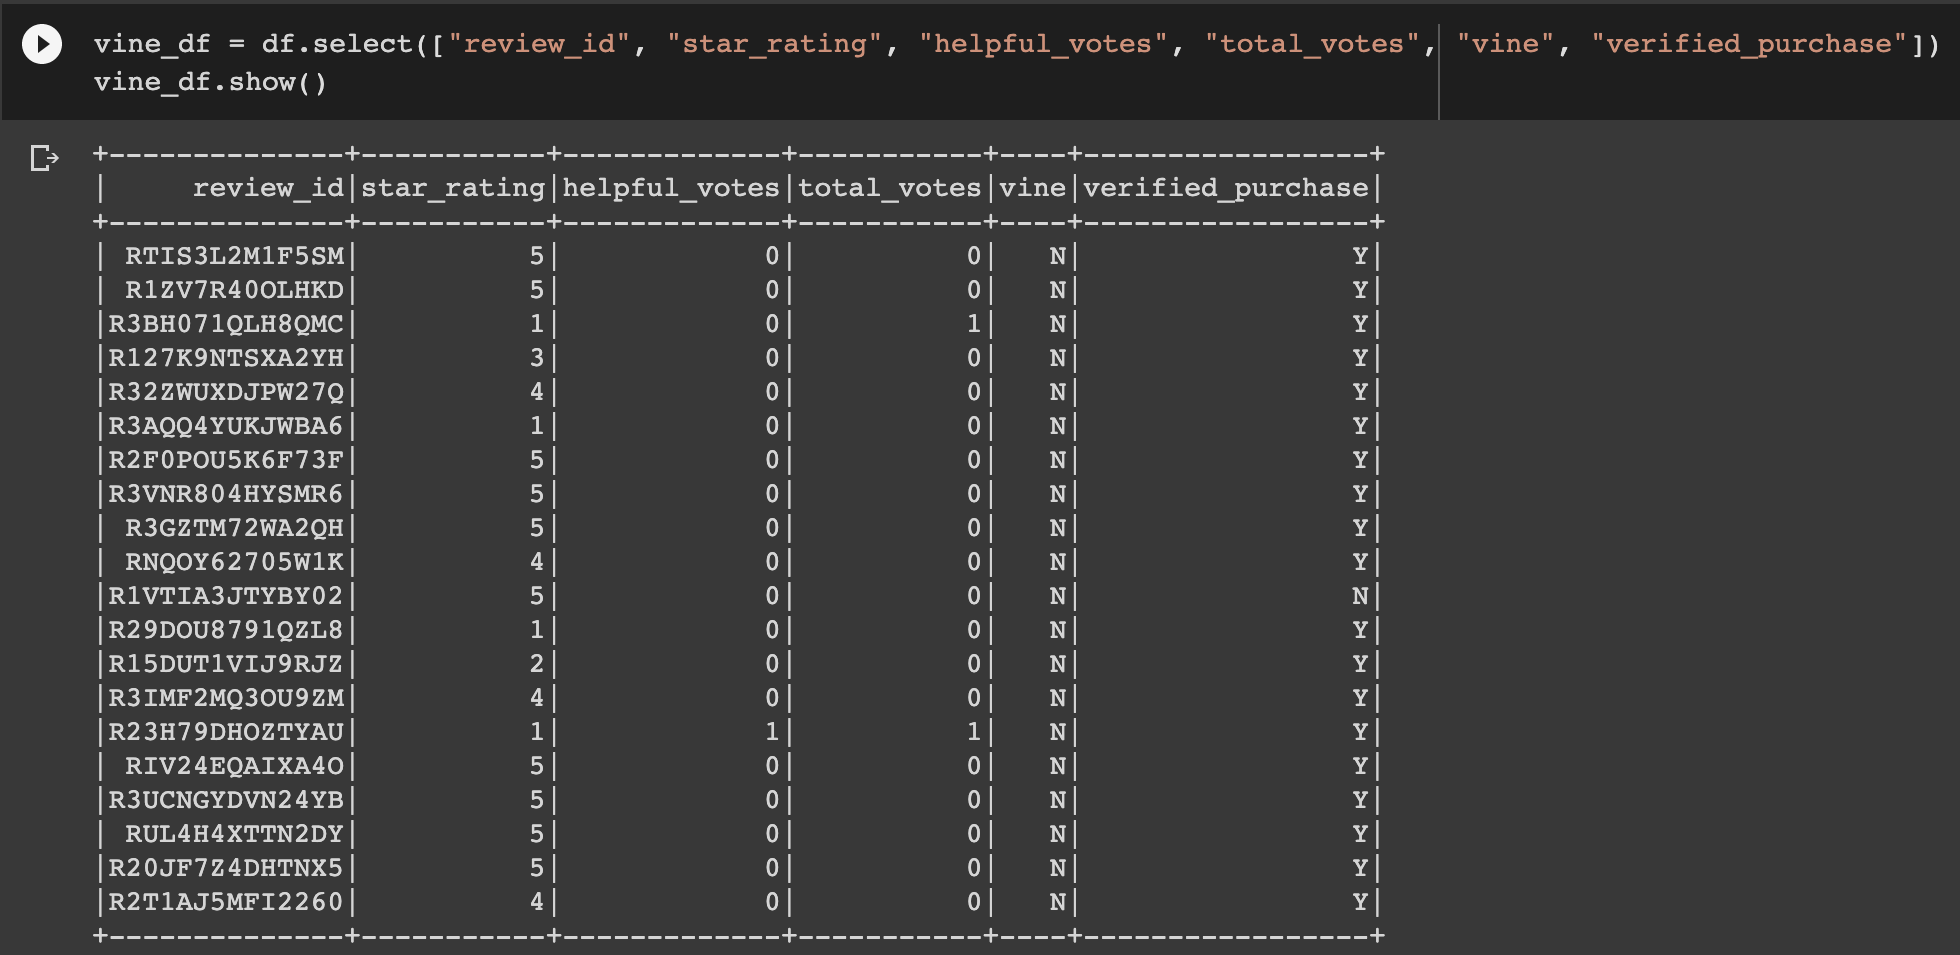 vine_df = df.select(["review_id", "star_rating", "helpful_votes", "total_votes", "vine", "verified_purchase"])
vine_df.show()
+--------------+-----------+-------------+-----------+----+-----------------+
|     review_id|star_rating|helpful_votes|total_votes|vine|verified_purchase|
+--------------+-----------+-------------+-----------+----+-----------------+
| RTIS3L2M1F5SM|          5|            0|          0|   N|                Y|
| R1ZV7R40OLHKD|          5|            0|          0|   N|                Y|
|R3BH071QLH8QMC|          1|            0|          1|   N|                Y|
|R127K9NTSXA2YH|          3|            0|          0|   N|                Y|
|R32ZWUXDJPW27Q|          4|            0|          0|   N|                Y|
|R3AQQ4YUKJWBA6|          1|            0|          0|   N|                Y|
|R2F0POU5K6F73F|          5|            0|          0|   N|                Y|
|R3VNR804HYSMR6|          5|            0|          0|   N|                Y|
| R3GZTM72WA2QH|          5|            0|          0|   N|                Y|
| RNQOY62705W1K|          4|            0|          0|   N|                Y|
|R1VTIA3JTYBY02|          5|            0|          0|   N|                N|
|R29DOU8791QZL8|          1|            0|          0|   N|                Y|
|R15DUT1VIJ9RJZ|          2|            0|          0|   N|                Y|
|R3IMF2MQ3OU9ZM|          4|            0|          0|   N|                Y|
|R23H79DHOZTYAU|          1|            1|          1|   N|                Y|
| RIV24EQAIXA4O|          5|            0|          0|   N|                Y|
|R3UCNGYDVN24YB|          5|            0|          0|   N|                Y|
| RUL4H4XTTN2DY|          5|            0|          0|   N|                Y|
|R20JF7Z4DHTNX5|          5|            0|          0|   N|                Y|
|R2T1AJ5MFI2260|          4|            0|          0|   N|                Y|
+--------------+-----------+-------------+-----------+----+-----------------+